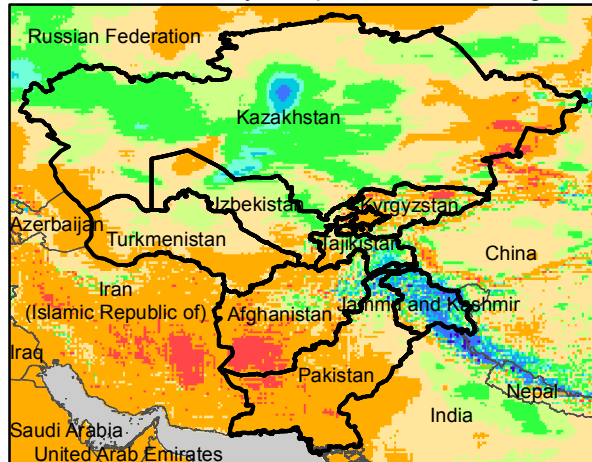 Russian Federation
Kazakhstan
Uzbekistan
Kyrgyzstan
Azerbaijan
Turkmenistan
Tajikistan
China
Iran
(Islamic Republic of)
Afghanistan
Jammu and Kashmir
Iraq
Pakistan
Nepal
India
Saudi Arabia
United Arab Emirates